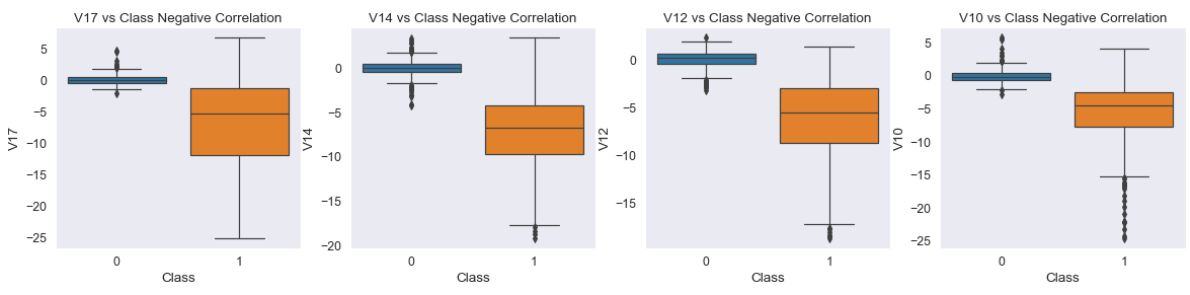 V17 vs Class Negative Correlation
V17
5
0
−5
−10
−15
−20
−25
0
1
Class
V14 vs Class Negative Correlation
V14
0
−5
−10
−15
−20
0
1
Class
V12 vs Class Negative Correlation
V12
0
−5
−10
−15
0
1
Class
V10 vs Class Negative Correlation
V10
5
0
−5
−10
−15
−20
−25
0
1
Class